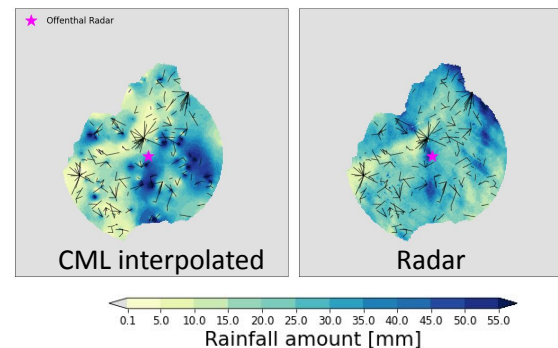 Offenthal Radar
CML interpolated
Radar
0.1 5.0 10.0 15.0 20.0 25.0 30.0 35.0 40.0 45.0 50.0 55.0
Rainfall amount [mm]